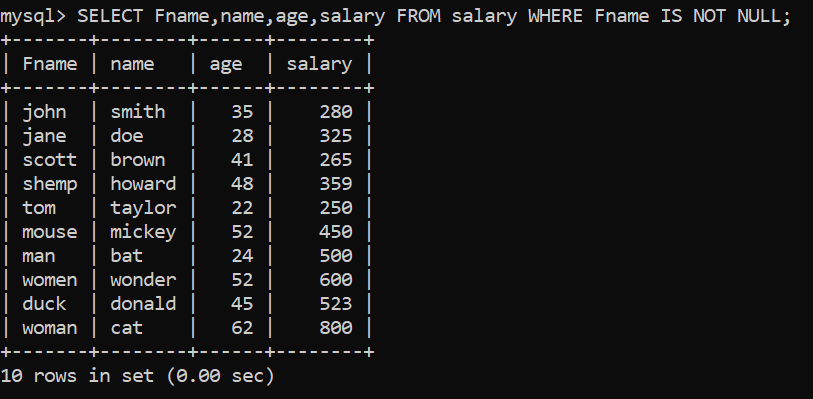 mysql> SELECT Fname,name,age,salary FROM salary WHERE Fname IS NOT NULL;
+-------+--------+------+--------+
| Fname | name   | age  | salary |
+-------+--------+------+--------+
| john  | smith  |   35 |    280 |
| jane  | doe    |   28 |    325 |
| scott | brown  |   41 |    265 |
| shemp | howard |   48 |    359 |
| tom   | taylor |   22 |    250 |
| mouse | mickey |   52 |    450 |
| man   | bat    |   24 |    500 |
| women | wonder |   52 |    600 |
| duck  | donald |   45 |    523 |
| woman | cat    |   62 |    800 |
+-------+--------+------+--------+
10 rows in set (0.00 sec)